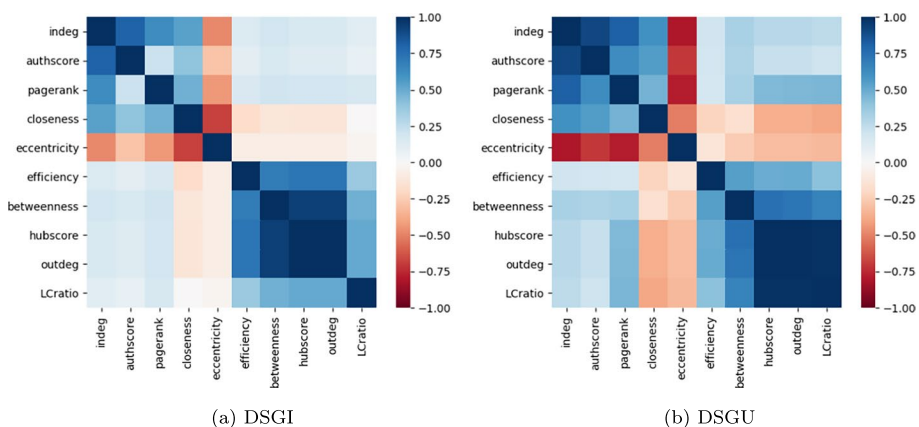 indeg
authscore
pagerank
closeness
eccentricity
efficiency
betweenness
hubscore
outdeg
LCratio
indeg
authscore
pagerank
closeness
eccentricity
efficiency
betweenness
hubscore
outdeg
LCratio
1.00
0.75
0.50
0.25
0.00
−0.25
−0.50
−0.75
−1.00
(a) DSGI
indeg
authscore
pagerank
closeness
eccentricity
efficiency
betweenness
hubscore
outdeg
LCratio
indeg
authscore
pagerank
closeness
eccentricity
efficiency
betweenness
hubscore
outdeg
LCratio
1.00
0.75
0.50
0.25
0.00
−0.25
−0.50
−0.75
−1.00
(b) DSGU